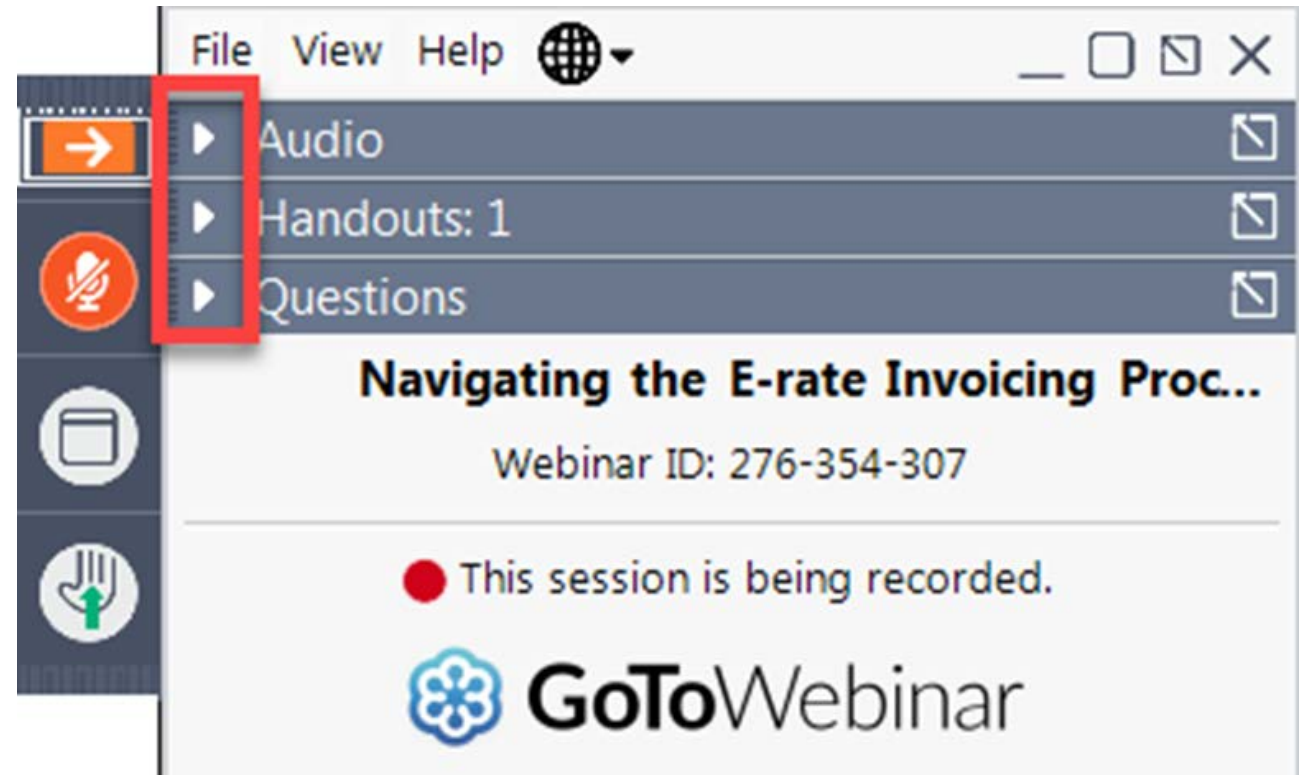 File View Help
Audio
Handouts: 1
Questions
Navigating the E-rate Invoicing Proc...
Webinar ID: 276-354-307
This session is being recorded.
GoToWebinar